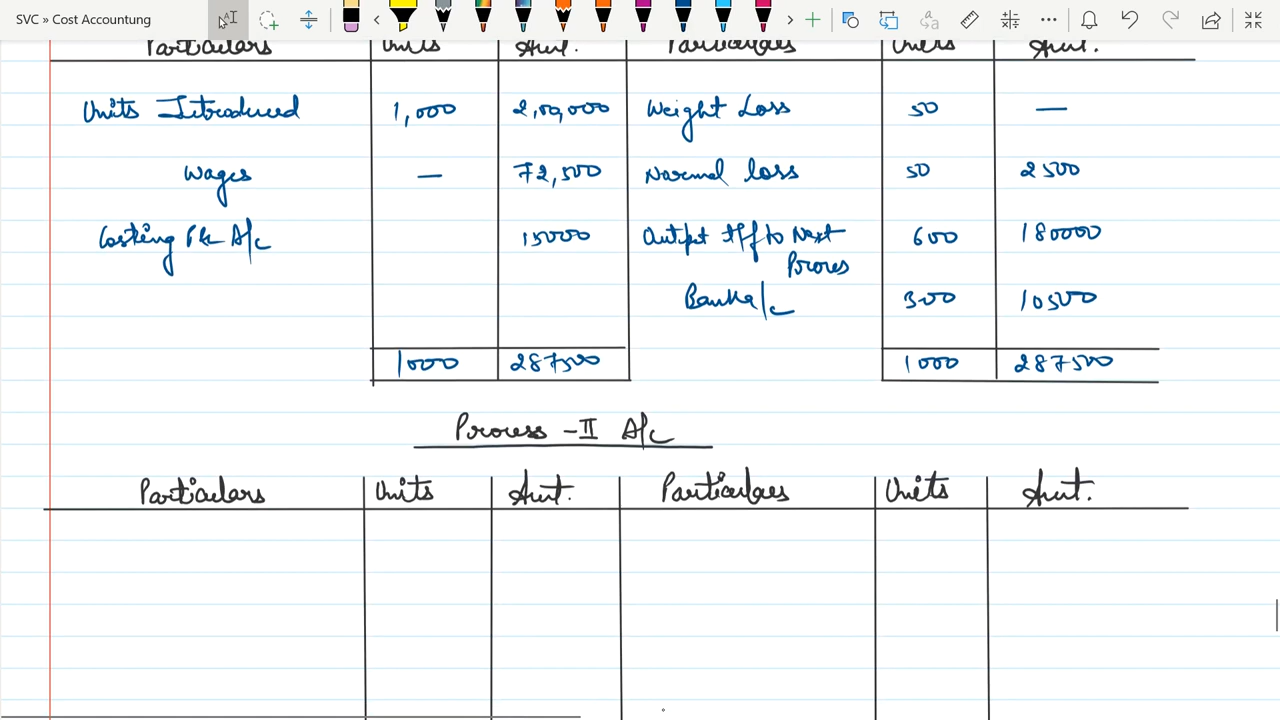 SVC » Cost Accountung
Particulars Units Amt. Particulars Units Amt.
Units Introduced 1,000 2,00,000 Weight Loss 50 —
Wages — 72,500 Normal loss 50 2500
Costing P/L A/c 15000 Output tff to Next 600 180000
Process
Bank a/c 300 10500
1000 287500 1000 287500
Process -II A/c
Particulars Units Amt. Particulars Units Amt.